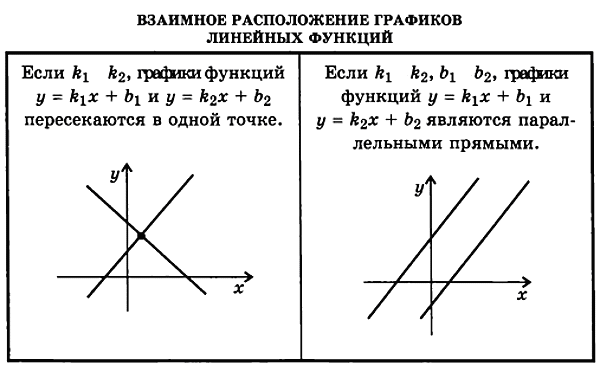 ВЗАИМНОЕ РАСПОЛОЖЕНИЕ ГРАФИКОВ
ЛИНЕЙНЫХ ФУНКЦИЙ
Если k₁ k₂, графики функций
y = k₁x + b₁ и y = k₂x + b₂
пересекаются в одной точке.
y
x
Если k₁ k₂, b₁ b₂, графики
функций y = k₁x + b₁ и
y = k₂x + b₂ являются парал-
лельными прямыми.
y
x